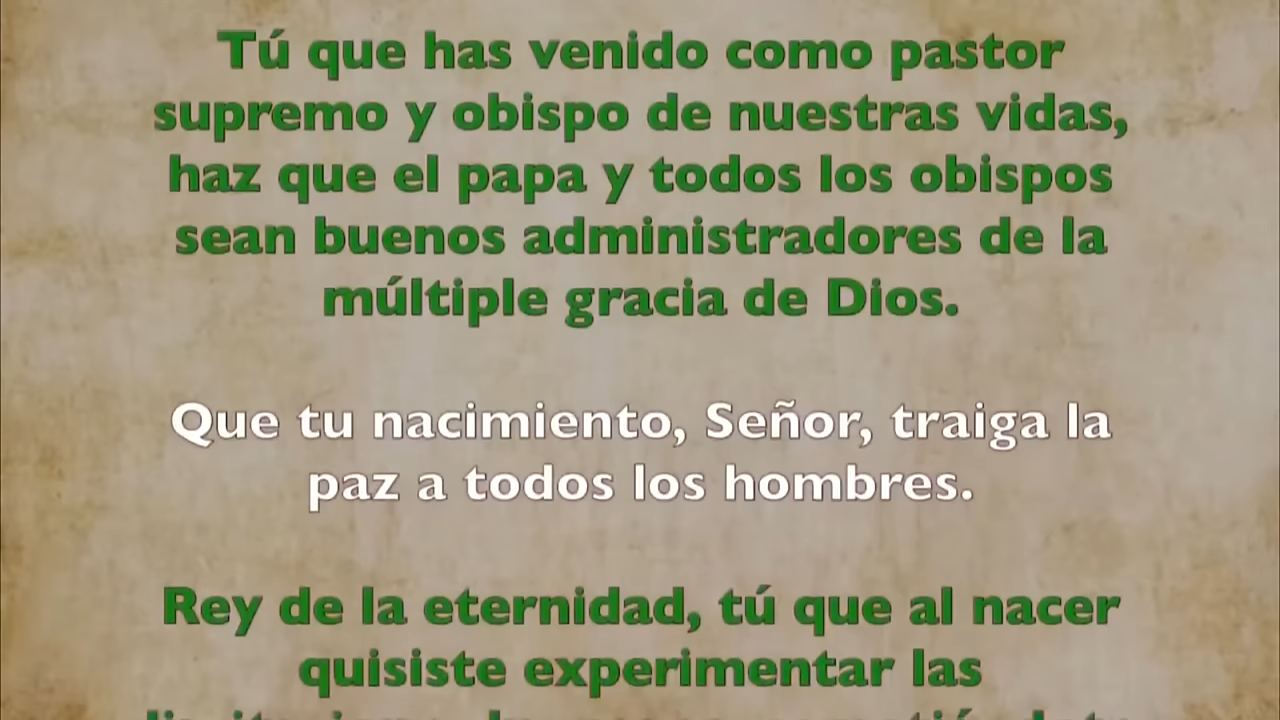 Tú que has venido como pastor
supremo y obispo de nuestras vidas,
haz que el papa y todos los obispos
sean buenos administradores de la
múltiple gracia de Dios.
Que tu nacimiento, Señor, traiga la
paz a todos los hombres.
Rey de la eternidad, tú que al nacer
quisiste experimentar las